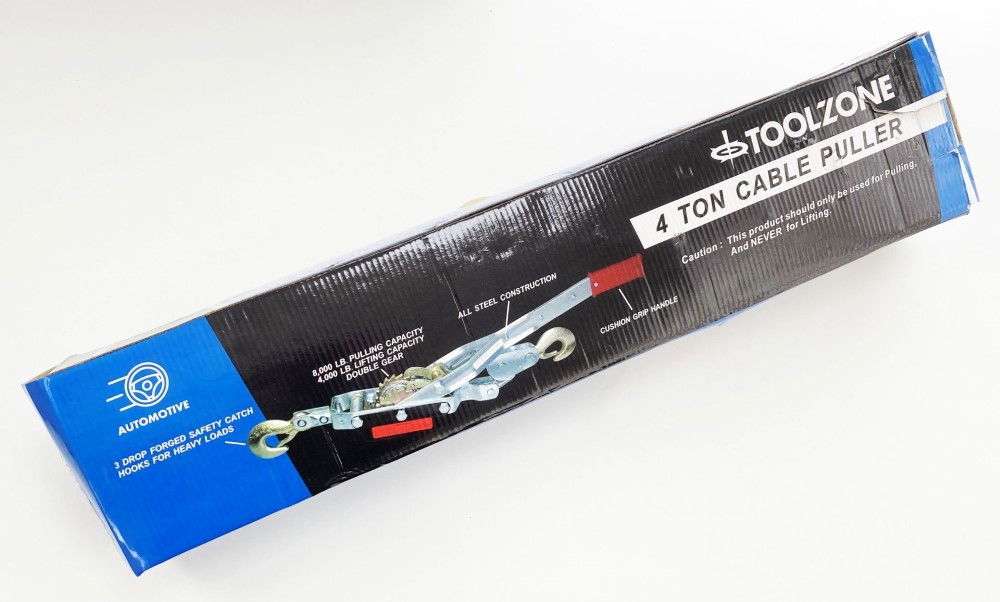 TOOLZONE
4 TON CABLE PULLER
Caution : This product should only be used for Pulling.
And NEVER for Lifting.
ALL STEEL CONSTRUCTION
CUSHION GRIP HANDLE
8,000 LB. PULLING CAPACITY
4,000 LB. LIFTING CAPACITY
DOUBLE GEAR
AUTOMOTIVE
3 DROP FORGED SAFETY CATCH
HOOKS FOR HEAVY LOADS